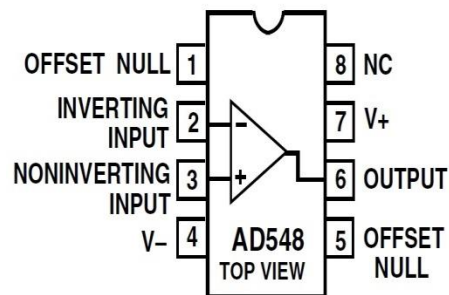 OFFSET NULL 1
8 NC
INVERTING
INPUT
2
-
7 V+
NONINVERTING
INPUT
3
+
6 OUTPUT
V– 4
AD548
TOP VIEW
5 OFFSET
NULL